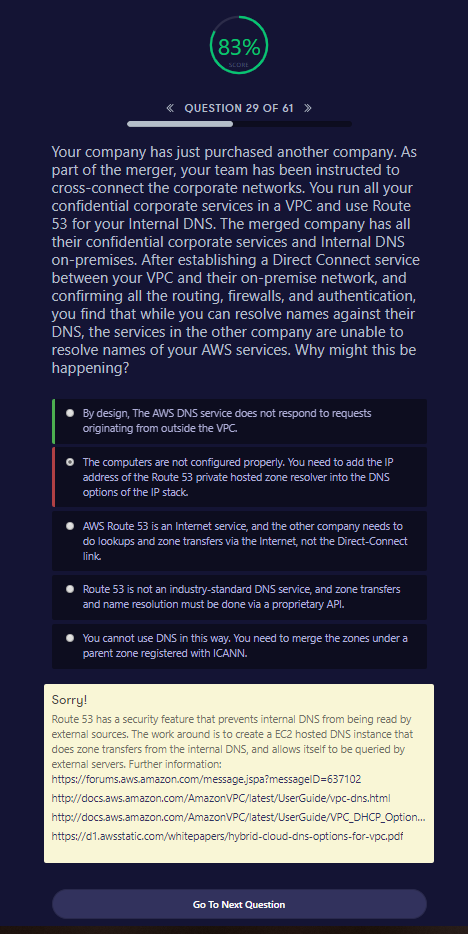 83%
SCORE
« QUESTION 29 OF 61 »
Your company has just purchased another company. As
part of the merger, your team has been instructed to
cross-connect the corporate networks. You run all your
confidential corporate services in a VPC and use Route
53 for your Internal DNS. The merged company has all
their confidential corporate services and Internal DNS
on-premises. After establishing a Direct Connect service
between your VPC and their on-premise network, and
confirming all the routing, firewalls, and authentication,
you find that while you can resolve names against their
DNS, the services in the other company are unable to
resolve names of your AWS services. Why might this be
happening?
By design, The AWS DNS service does not respond to requests
originating from outside the VPC.
The computers are not configured properly. You need to add the IP
address of the Route 53 private hosted zone resolver into the DNS
options of the IP stack.
AWS Route 53 is an Internet service, and the other company needs to
do lookups and zone transfers via the Internet, not the Direct-Connect
link.
Route 53 is not an industry-standard DNS service, and zone transfers
and name resolution must be done via a proprietary API.
You cannot use DNS in this way. You need to merge the zones under a
parent zone registered with ICANN.
Sorry!
Route 53 has a security feature that prevents internal DNS from being read by
external sources. The work around is to create a EC2 hosted DNS instance that
does zone transfers from the internal DNS, and allows itself to be queried by
external servers. Further information:
https://forums.aws.amazon.com/message.jspa?messageID=637102
http://docs.aws.amazon.com/AmazonVPC/latest/UserGuide/vpc-dns.html
http://docs.aws.amazon.com/AmazonVPC/latest/UserGuide/VPC_DHCP_Option...
https://d1.awsstatic.com/whitepapers/hybrid-cloud-dns-options-for-vpc.pdf
Go To Next Question